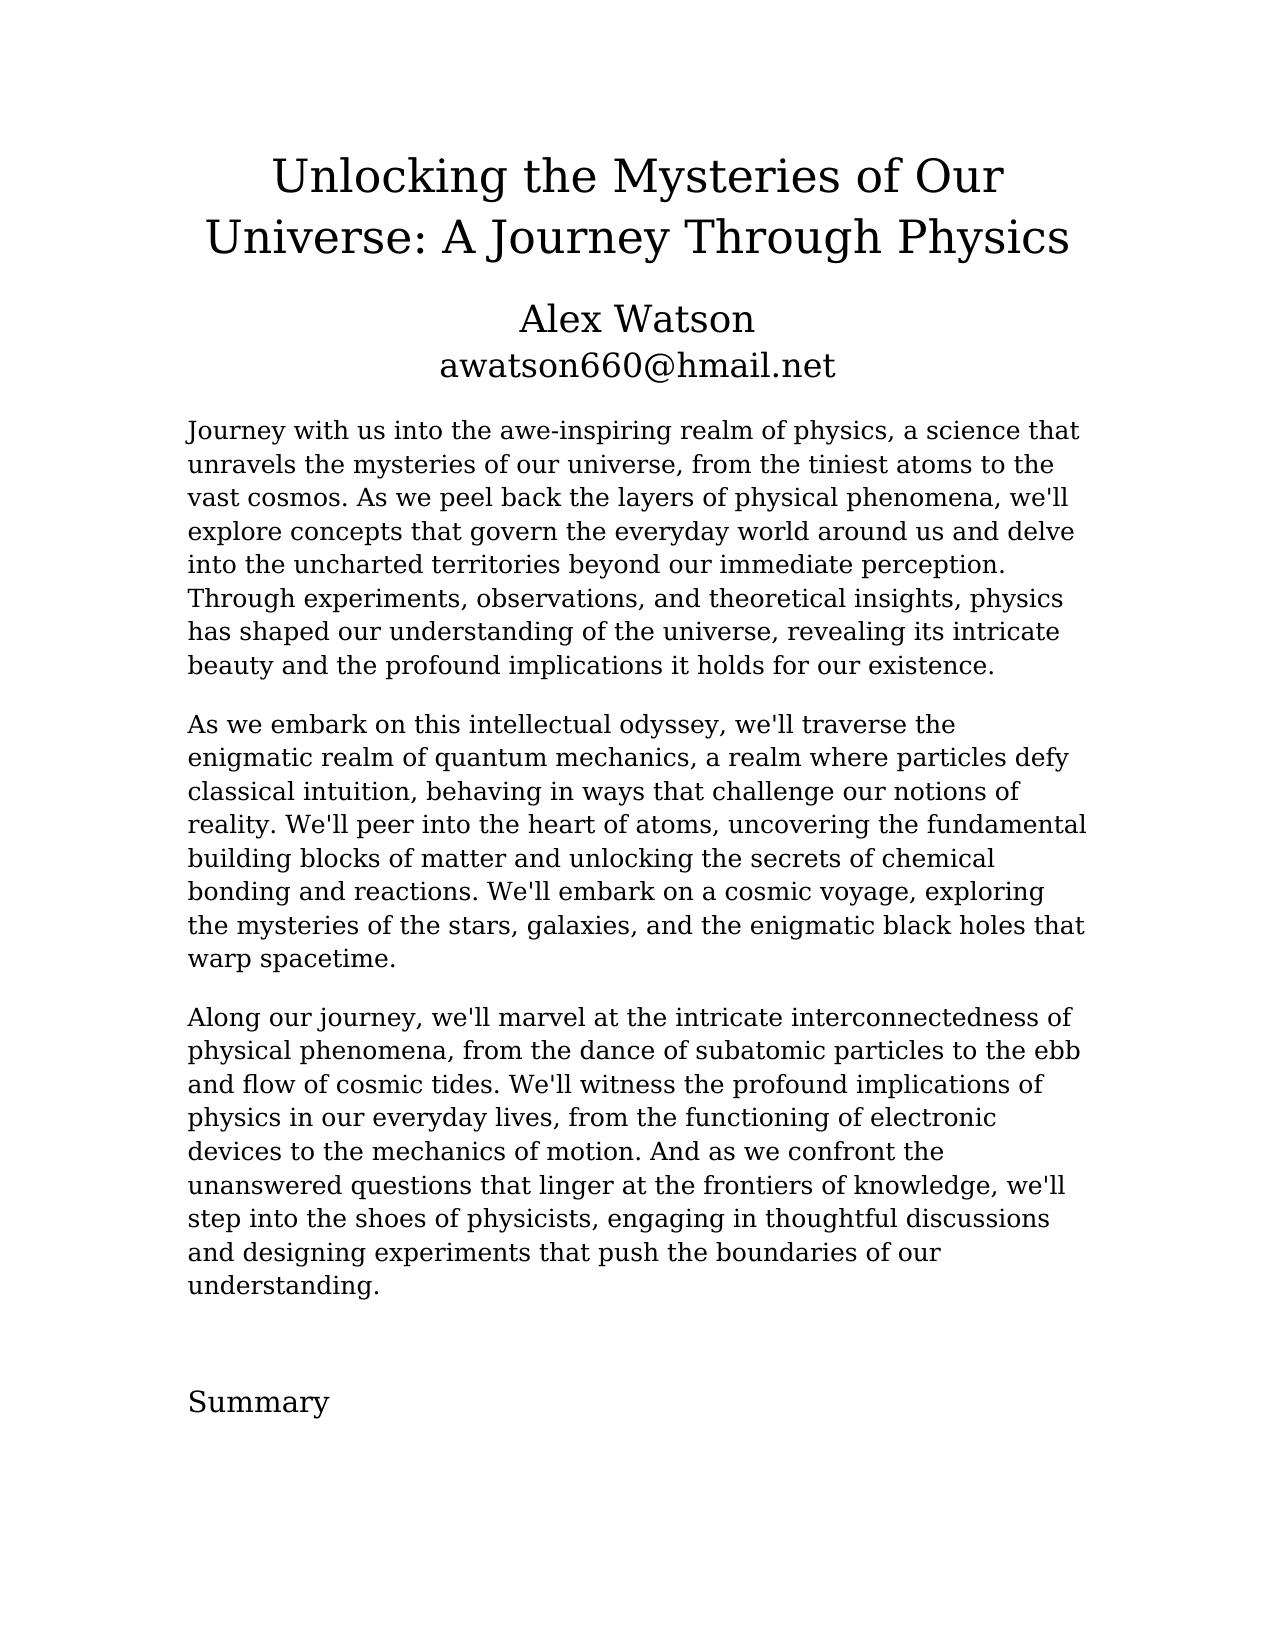 Unlocking the Mysteries of Our
Universe: A Journey Through Physics
Alex Watson
awatson660@hmail.net
Journey with us into the awe-inspiring realm of physics, a science that
unravels the mysteries of our universe, from the tiniest atoms to the
vast cosmos. As we peel back the layers of physical phenomena, we'll
explore concepts that govern the everyday world around us and delve
into the uncharted territories beyond our immediate perception.
Through experiments, observations, and theoretical insights, physics
has shaped our understanding of the universe, revealing its intricate
beauty and the profound implications it holds for our existence.
As we embark on this intellectual odyssey, we'll traverse the
enigmatic realm of quantum mechanics, a realm where particles defy
classical intuition, behaving in ways that challenge our notions of
reality. We'll peer into the heart of atoms, uncovering the fundamental
building blocks of matter and unlocking the secrets of chemical
bonding and reactions. We'll embark on a cosmic voyage, exploring
the mysteries of the stars, galaxies, and the enigmatic black holes that
warp spacetime.
Along our journey, we'll marvel at the intricate interconnectedness of
physical phenomena, from the dance of subatomic particles to the ebb
and flow of cosmic tides. We'll witness the profound implications of
physics in our everyday lives, from the functioning of electronic
devices to the mechanics of motion. And as we confront the
unanswered questions that linger at the frontiers of knowledge, we'll
step into the shoes of physicists, engaging in thoughtful discussions
and designing experiments that push the boundaries of our
understanding.
Summary